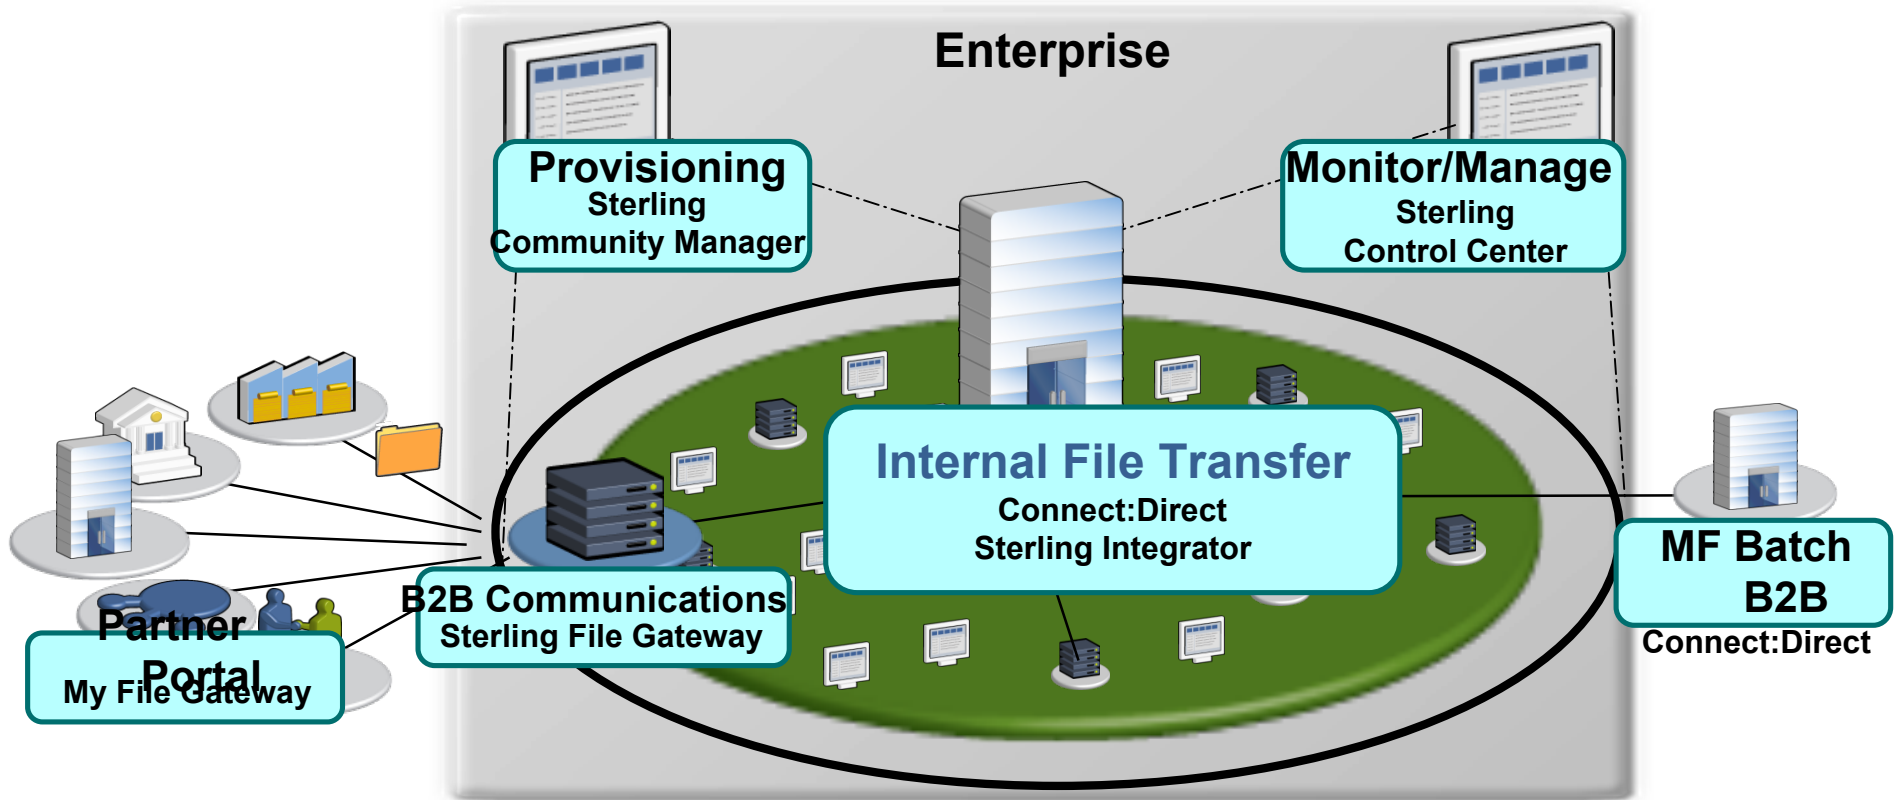 Enterprise
Provisioning
Sterling
Community Manager
Monitor/Manage
Sterling
Control Center
Internal File Transfer
Connect:Direct
Sterling Integrator
MF Batch
B2B
Connect:Direct
B2B Communications
Sterling File Gateway
Partner
Portal
My File Gateway